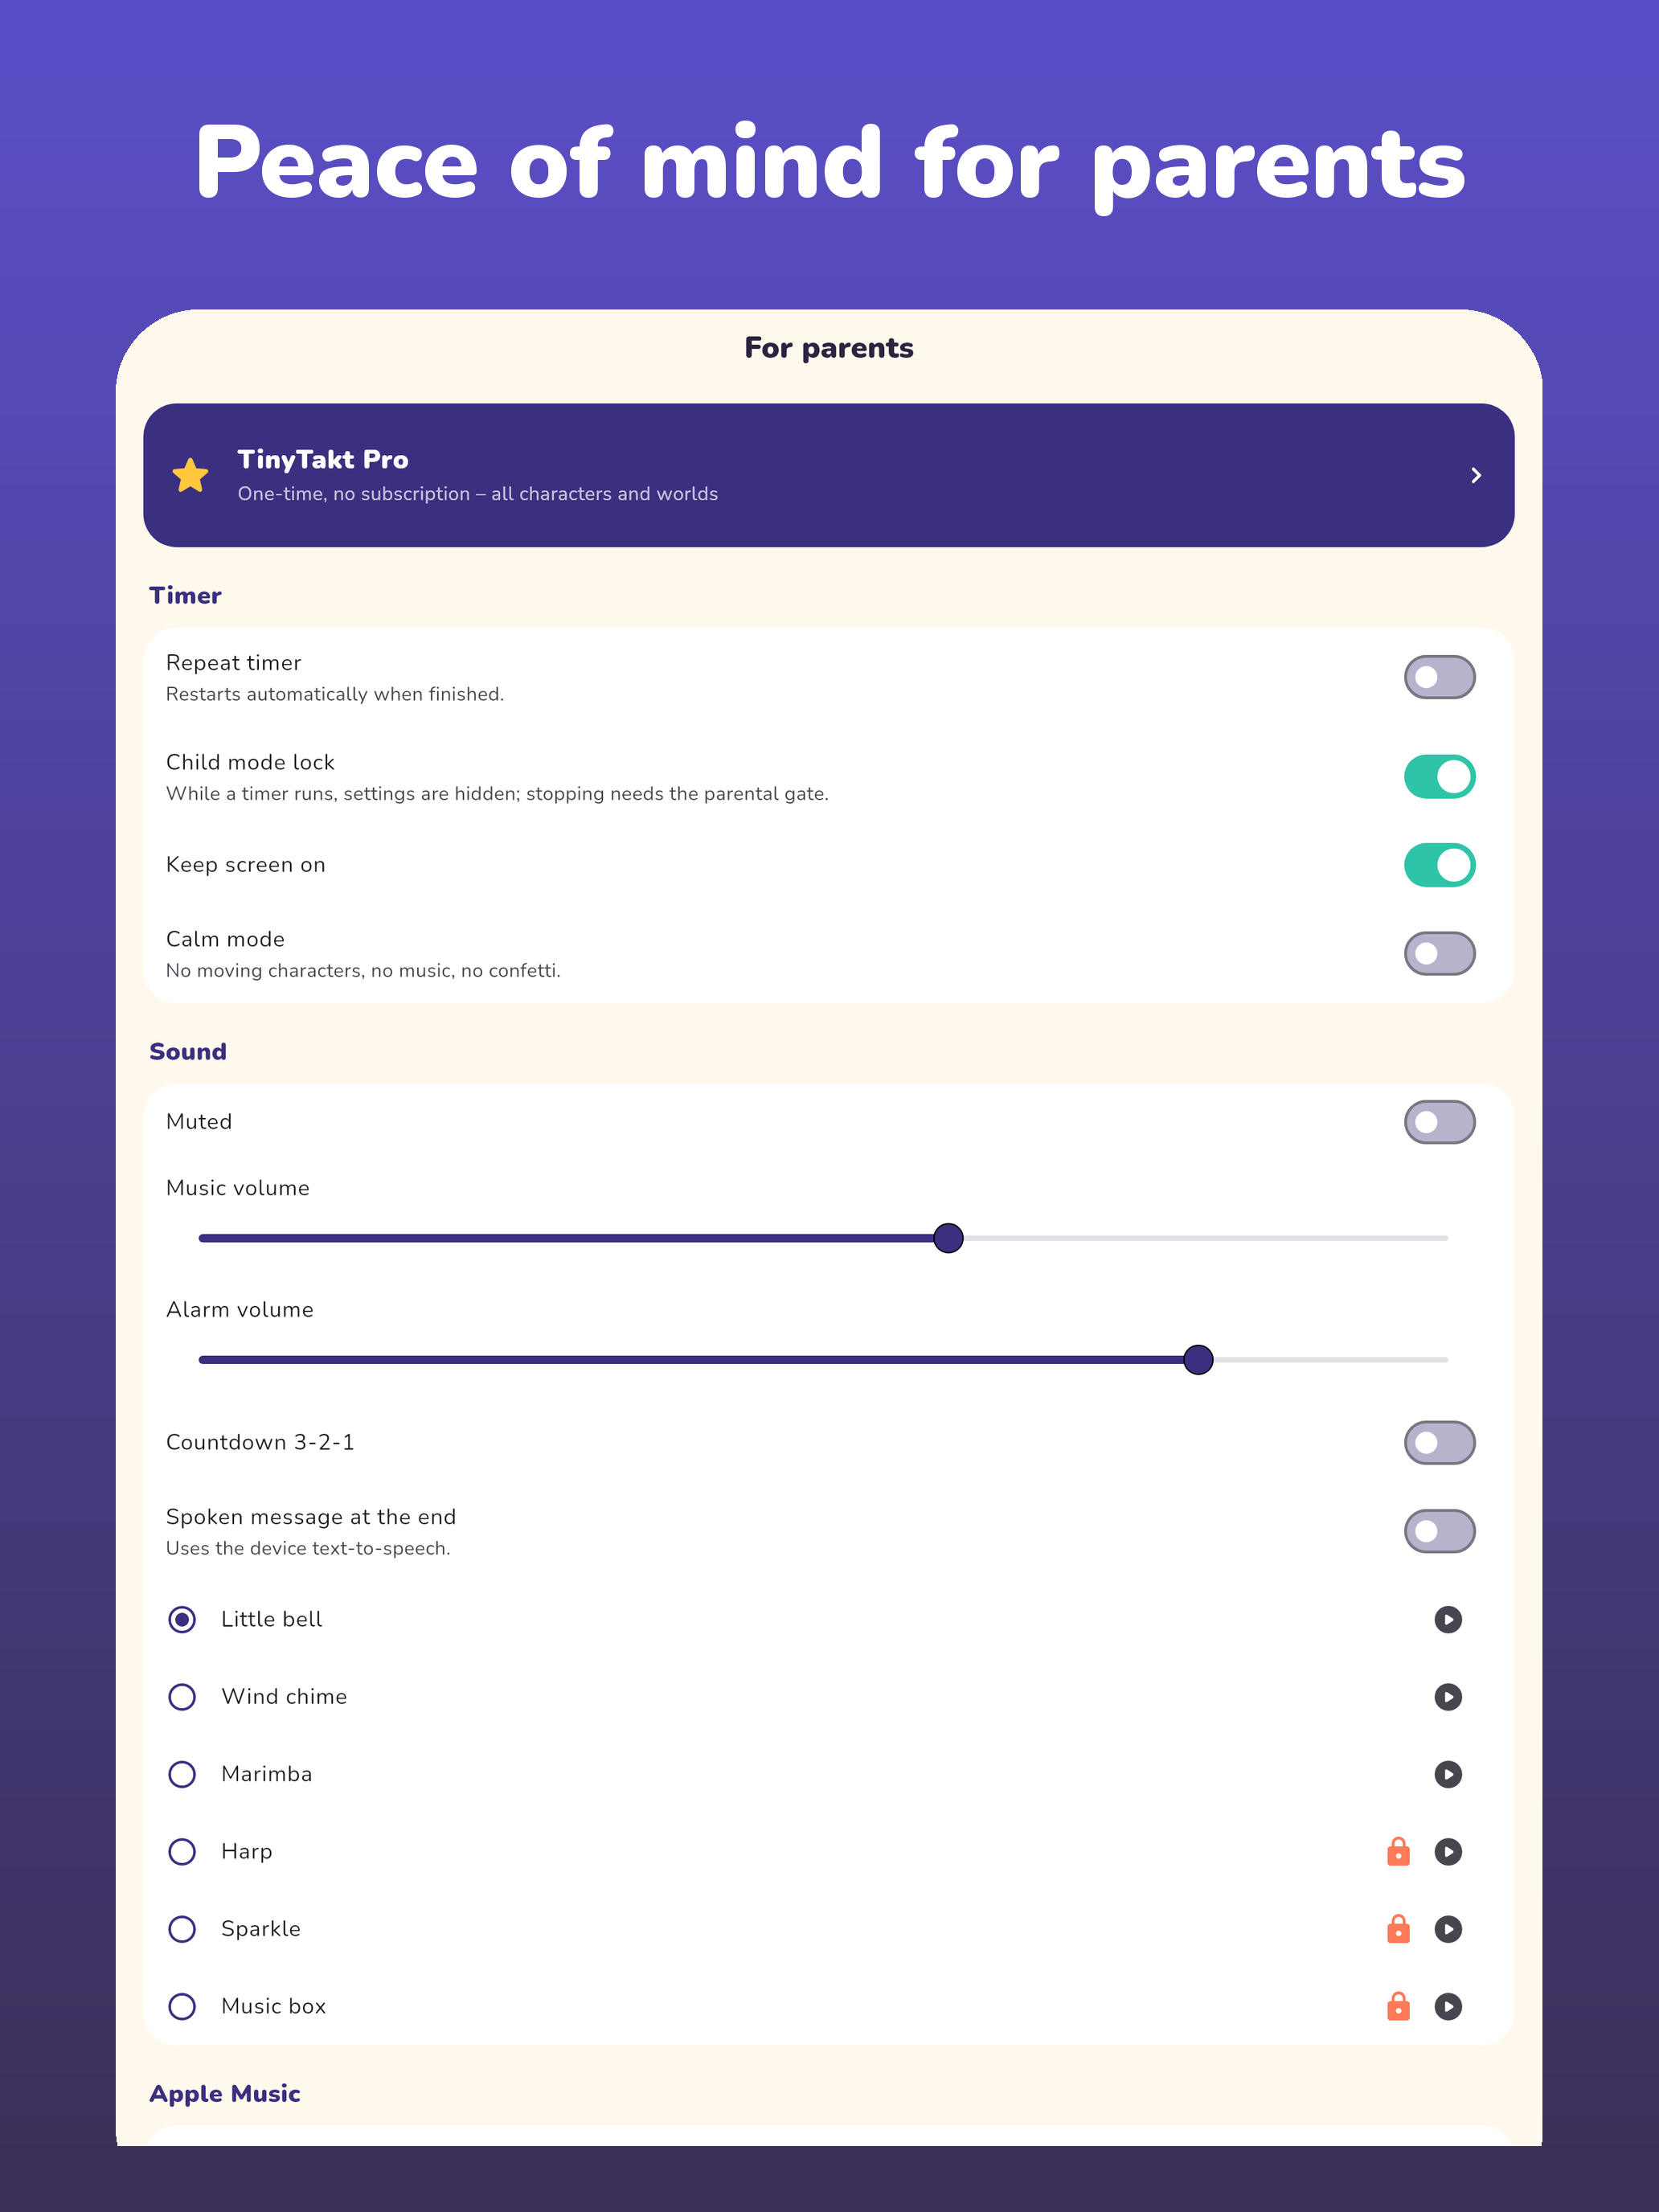 Peace of mind for parents
For parents
TinyTakt Pro
One-time, no subscription – all characters and worlds
Timer
Repeat timer
Restarts automatically when finished.
Child mode lock
While a timer runs, settings are hidden; stopping needs the parental gate.
Keep screen on
Calm mode
No moving characters, no music, no confetti.
Sound
Muted
Music volume
Alarm volume
Countdown 3-2-1
Spoken message at the end
Uses the device text-to-speech.
Little bell
Wind chime
Marimba
Harp
Sparkle
Music box
Apple Music